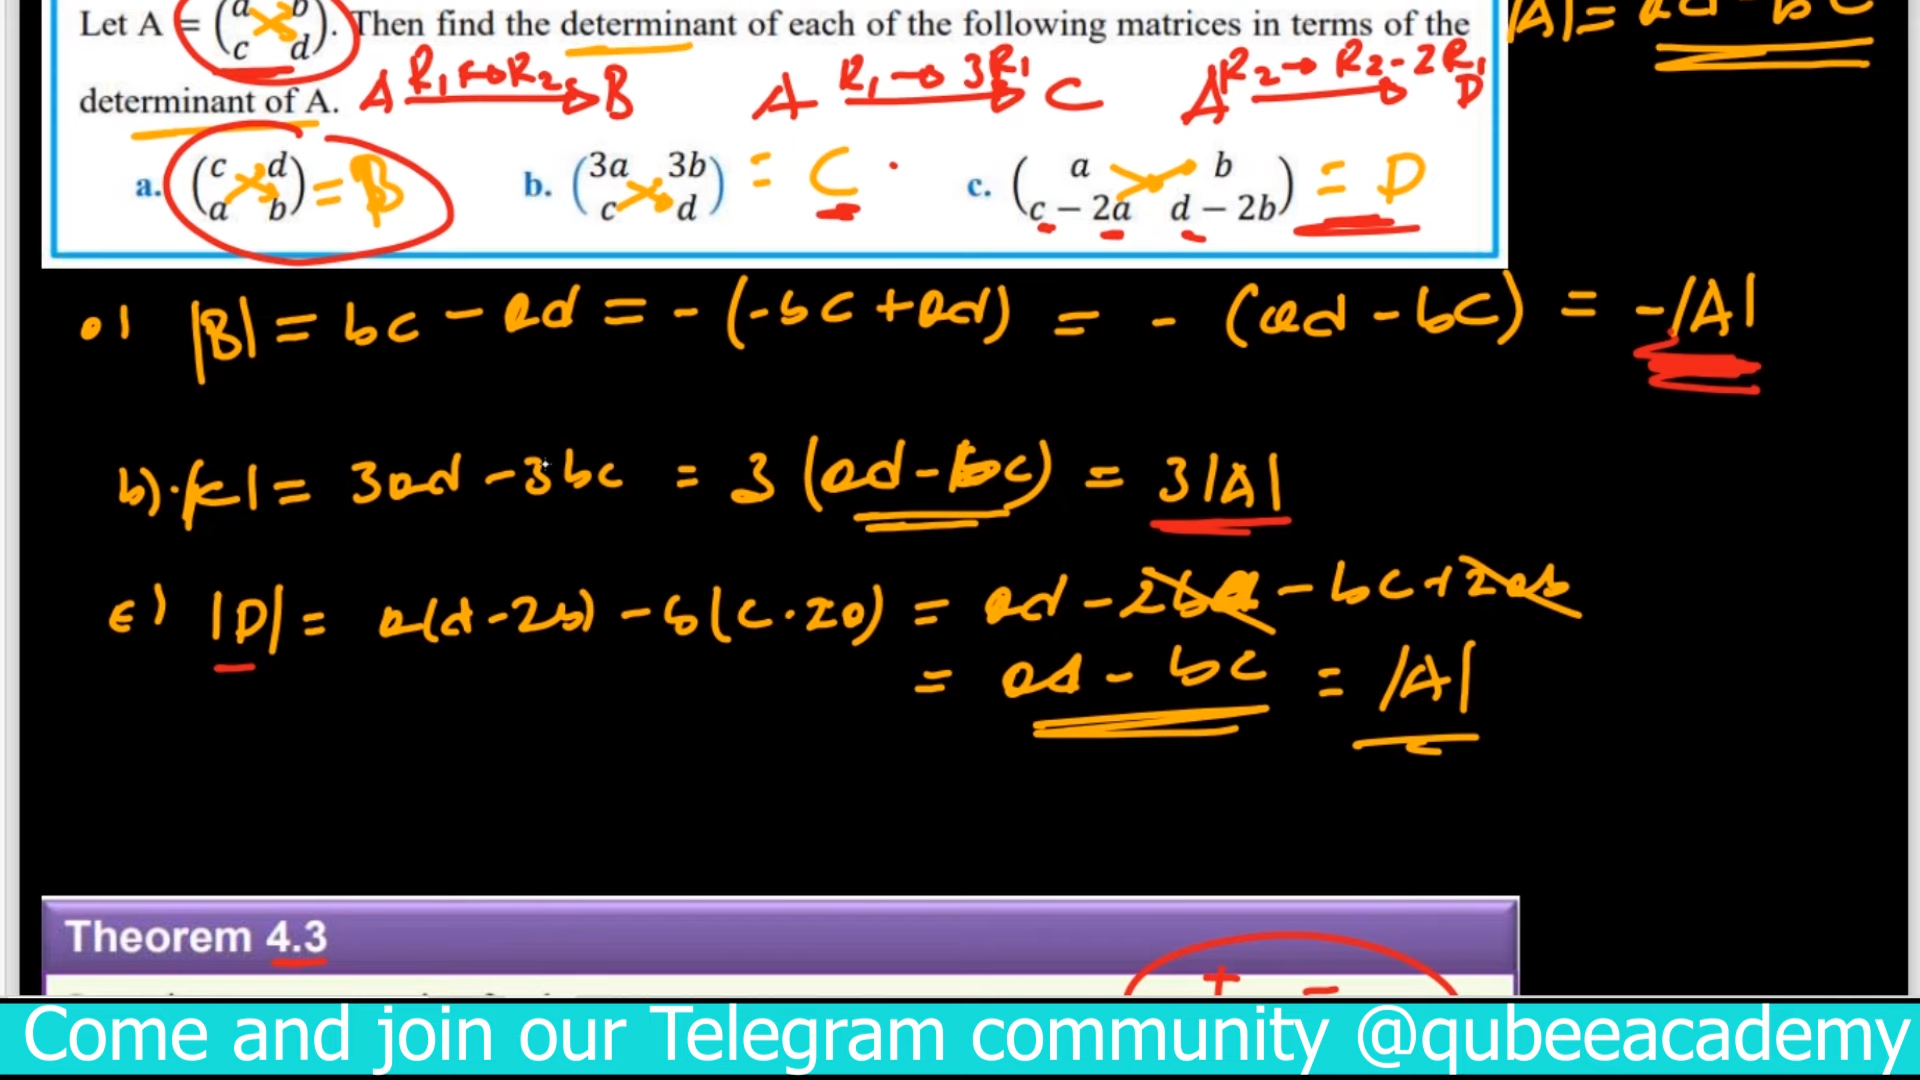 Let A = (a b c d). Then find the determinant of each of the following matrices in terms of the
|A| = ad - bc
determinant of A.
A R₁ ↔ R₂ → B
A R₁ → 3R₁ → C
A R₂ → R₂ - 2R₁ → D
a. (c d a b) = B
b. (3a 3b c d) = C
c. (a b c − 2a d − 2b) = D
a) |B| = bc - ad = - (-bc + ad) = - (ad - bc) = -|A|
b) |C| = 3ad - 3bc = 3 (ad - bc) = 3|A|
c) |D| = a(d - 2b) - b(c - 2a) = ad - 2ba - bc + 2ab
= ad - bc = |A|
Theorem 4.3
+ -
Come and join our Telegram community @qubeeacademy